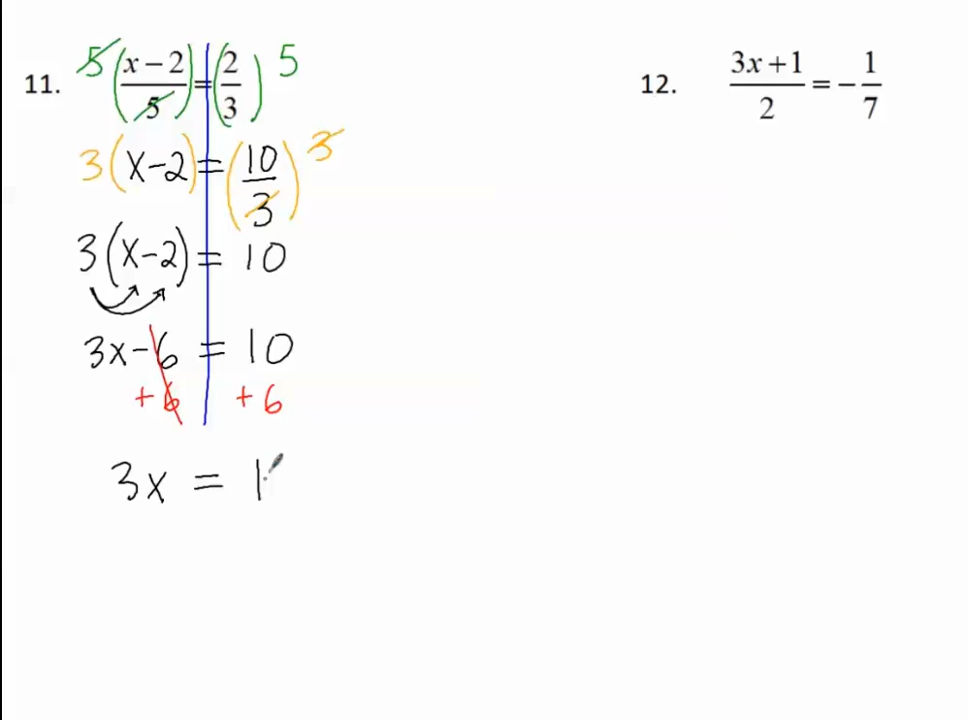 11. 5((x − 2)/5) = (2/3) 5
3(x−2) = (10/3) 3
3(x−2) = 10
3x−6 = 10
+6 +6
3x = 1
12. (3x+1)/2 = −1/7